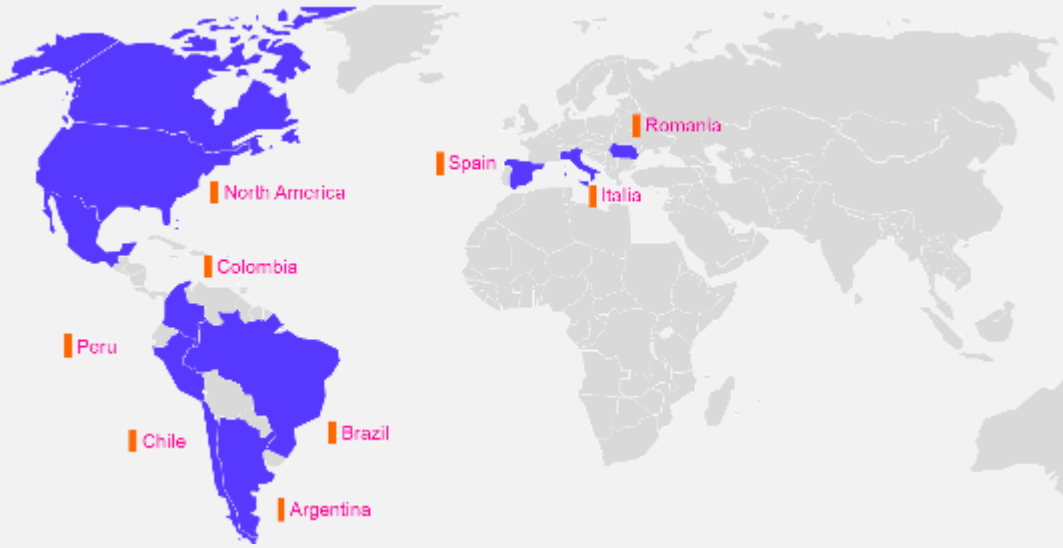 Romania
Spain
North America
Italia
Colombia
Peru
Brazil
Chile
Argentina